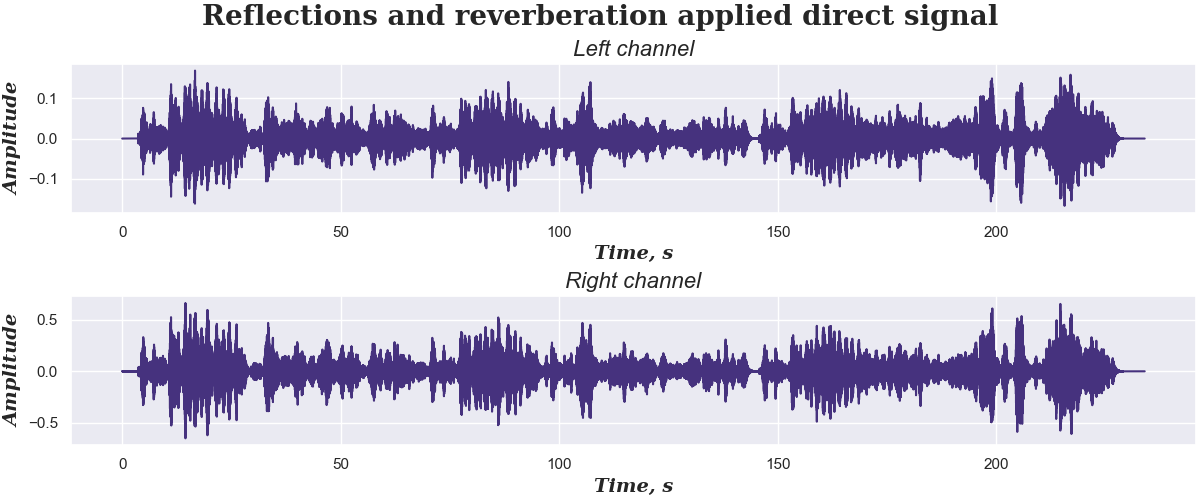 Reflections and reverberation applied direct signal
Left channel
Amplitude
0.1
0.0
−0.1
0 50 100 150 200
Time, s
Right channel
Amplitude
0.5
0.0
−0.5
0 50 100 150 200
Time, s